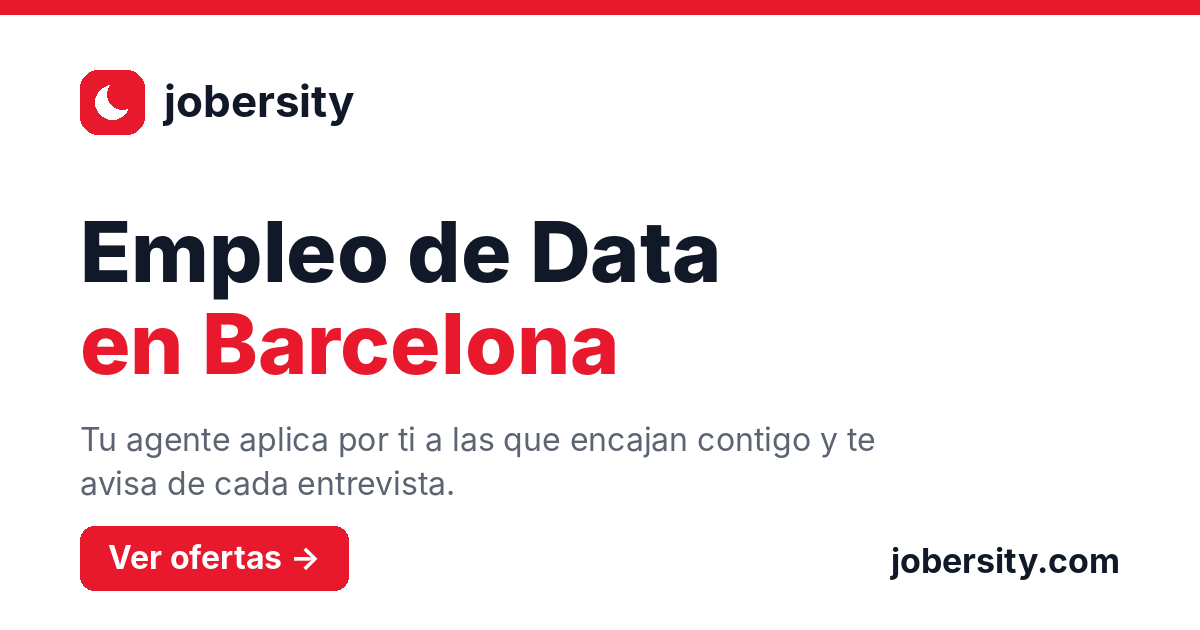 jobersity
Empleo de Data
en Barcelona
Tu agente aplica por ti a las que encajan contigo y te
avisa de cada entrevista.
Ver ofertas →
jobersity.com